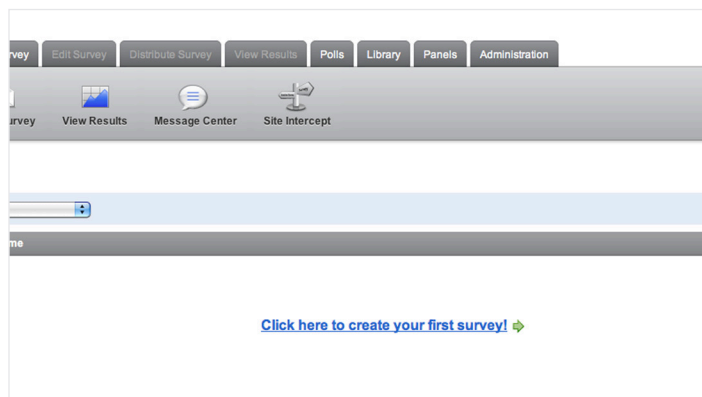 rvey Edit Survey Distribute Survey View Results Polls Library Panels Administration
urvey View Results Message Center Site Intercept
me
Click here to create your first survey!